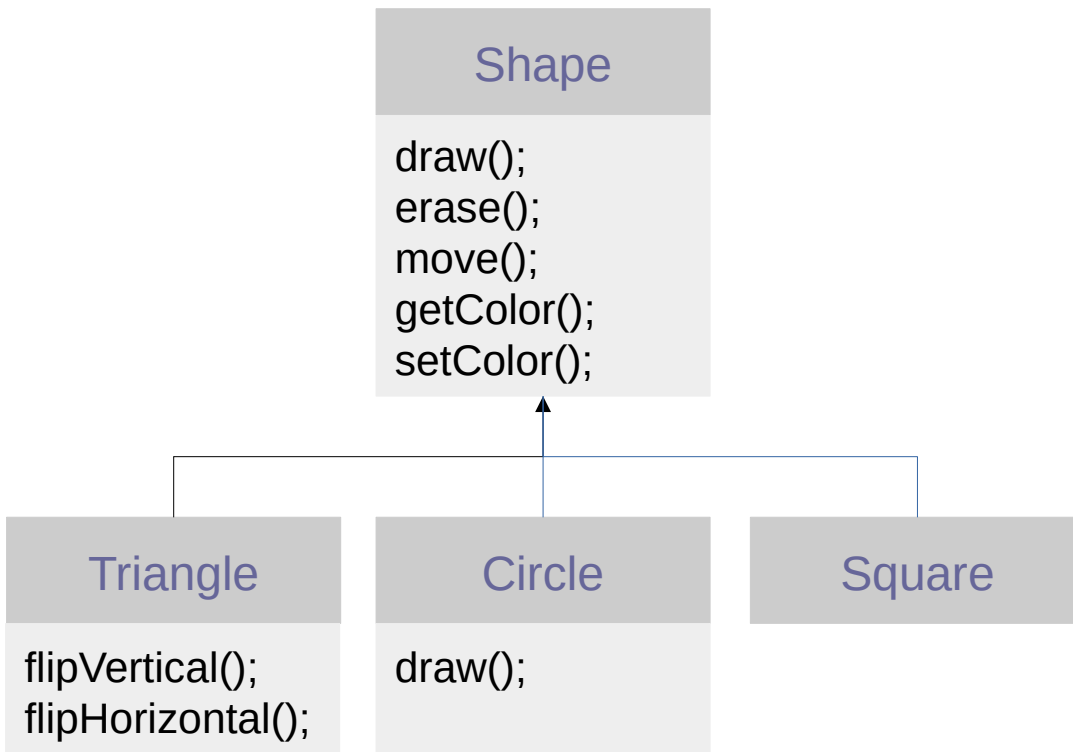 Shape
draw();
erase();
move();
getColor();
setColor();
Triangle
flipVertical();
flipHorizontal();
Circle
draw();
Square